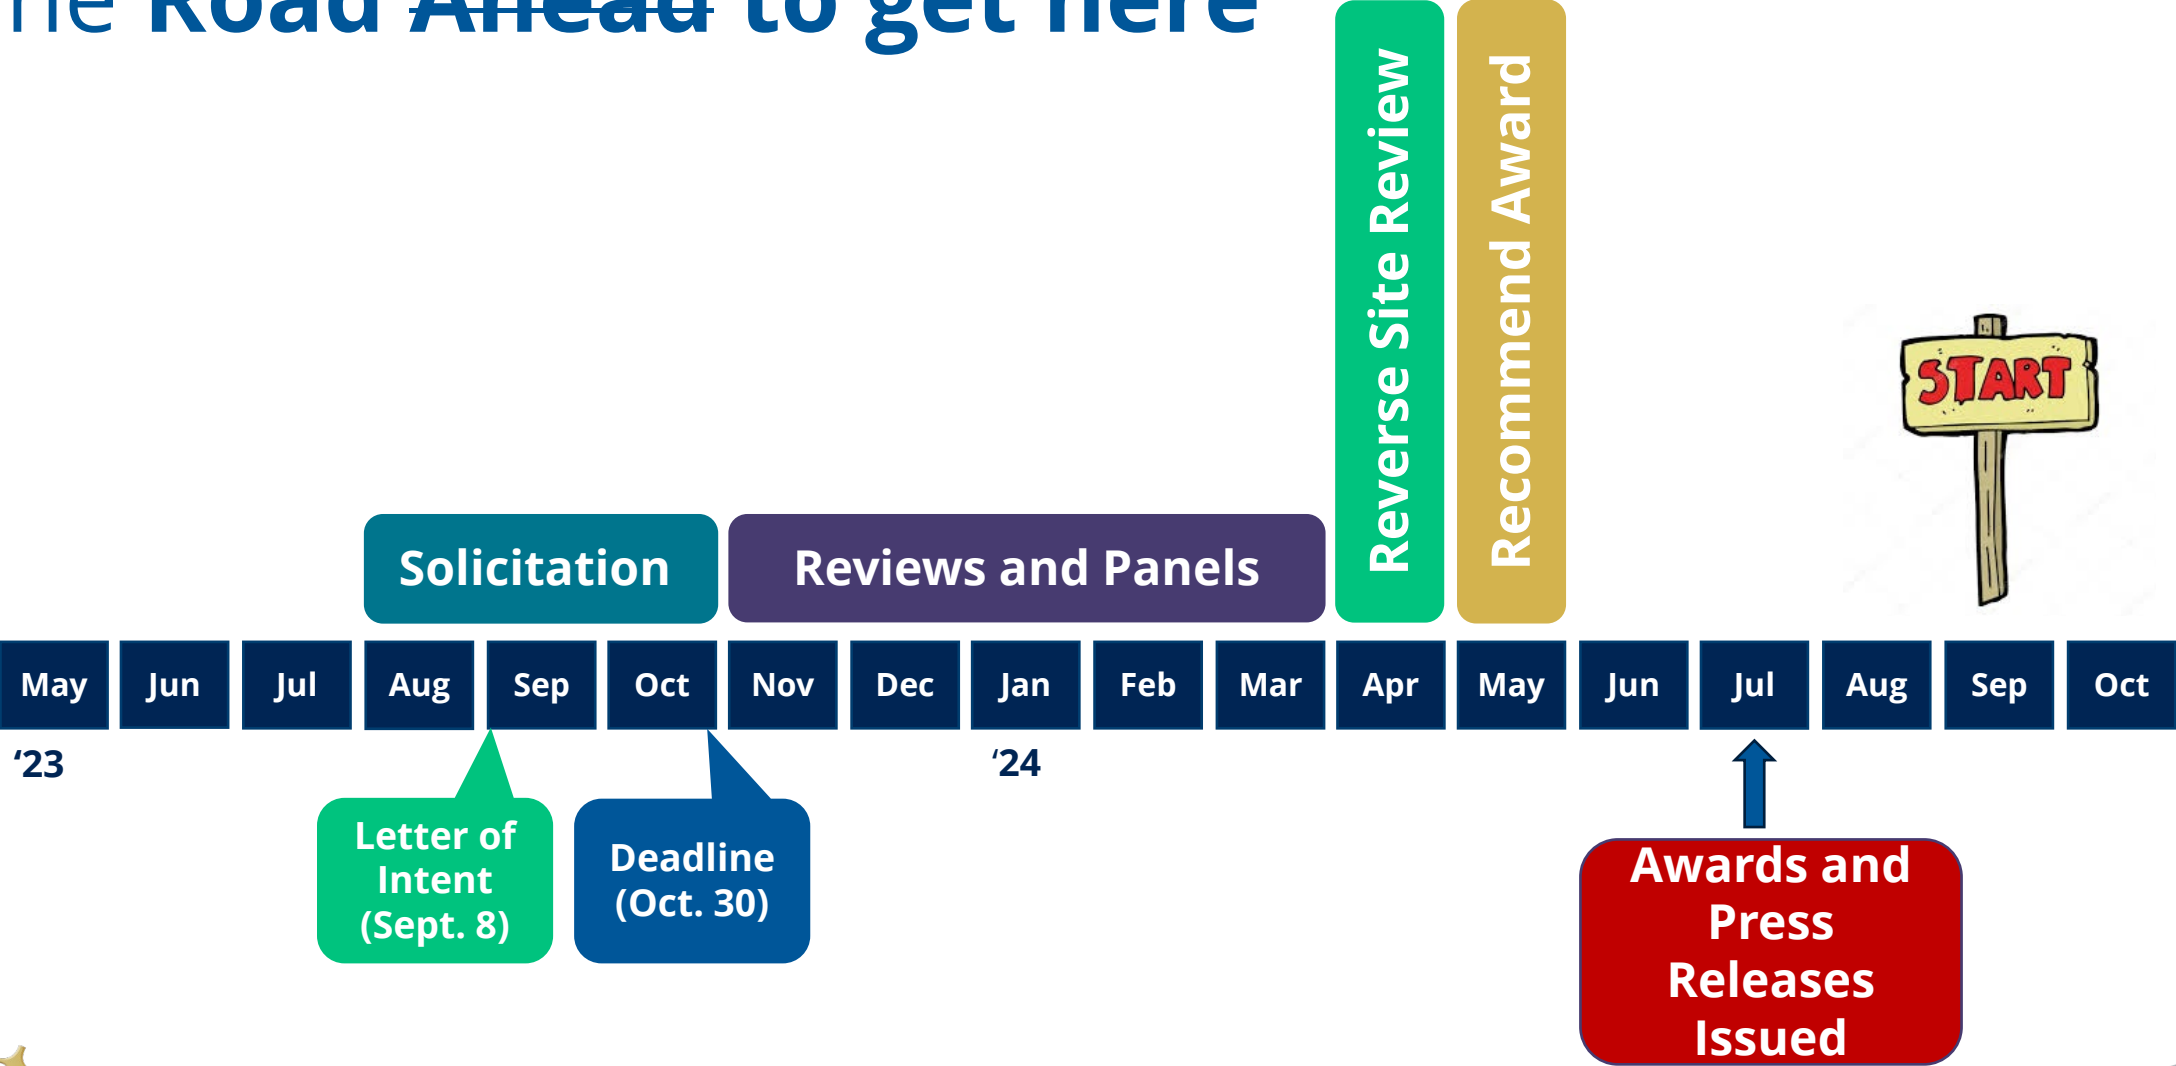 he Road Ahead to get here
Reverse Site Review
Recommend Award
START
Solicitation
Reviews and Panels
May Jun Jul Aug Sep Oct Nov Dec Jan Feb Mar Apr May Jun Jul Aug Sep Oct
‘23 ‘24
Letter of
Intent
(Sept. 8)
Deadline
(Oct. 30)
Awards and
Press
Releases
Issued